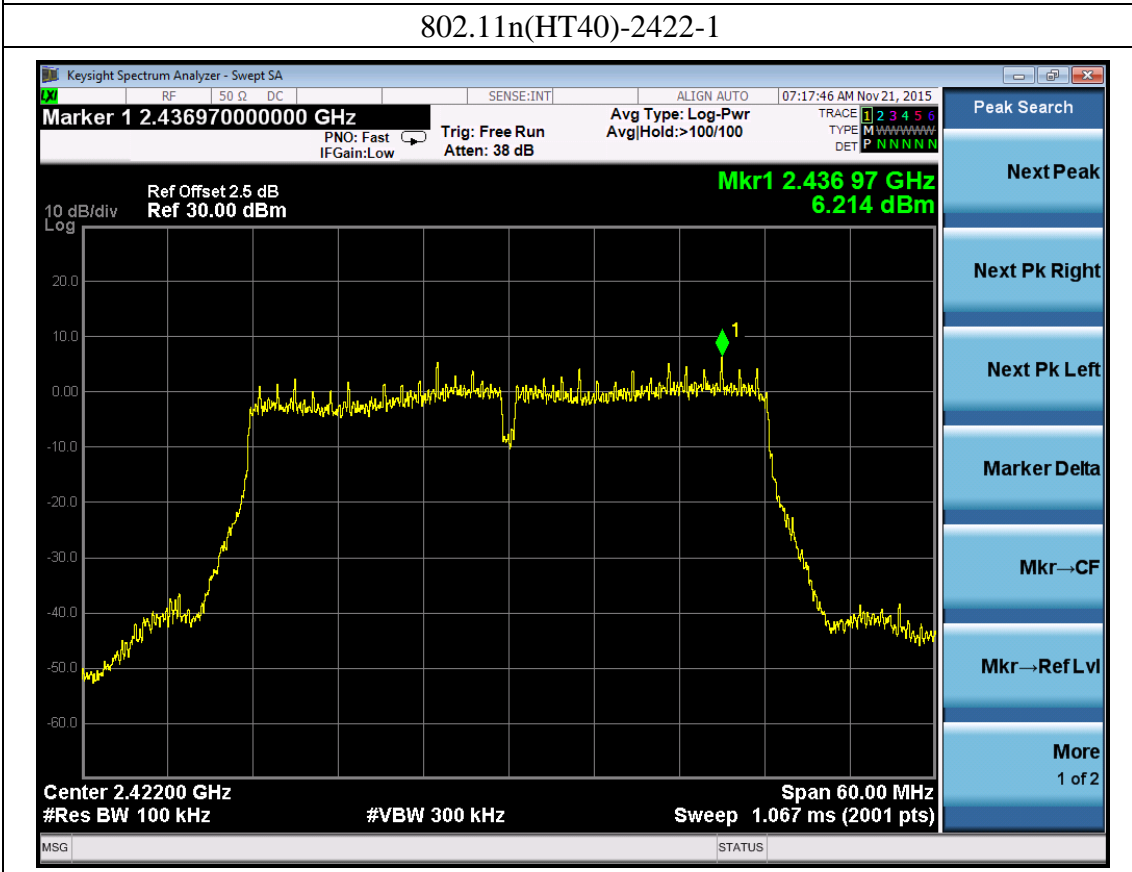 802.11n(HT40)-2422-1
Keysight Spectrum Analyzer - Swept SA
LXI RF 50 Ω DC SENSE:INT ALIGN AUTO 07:17:46 AM Nov 21, 2015
Marker 1 2.436970000000 GHz
PNO: Fast
IFGain:Low
Trig: Free Run
Atten: 38 dB
Avg Type: Log-Pwr
Avg|Hold:>100/100
TRACE 1 2 3 4 5 6
TYPE M WWWWW
DET P N N N N N
Mkr1 2.436 97 GHz
6.214 dBm
Ref Offset 2.5 dB
10 dB/div Ref 30.00 dBm
Log
20.0
10.0
0.00
-10.0
-20.0
-30.0
-40.0
-50.0
-60.0
1
Center 2.42200 GHz Span 60.00 MHz
#Res BW 100 kHz #VBW 300 kHz Sweep 1.067 ms (2001 pts)
MSG STATUS
Peak Search
Next Peak
Next Pk Right
Next Pk Left
Marker Delta
Mkr→CF
Mkr→Ref Lvl
More
1 of 2